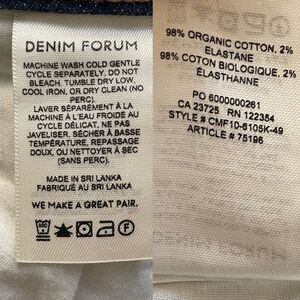 DENIM FORUM
MACHINE WASH COLD GENTLE
CYCLE SEPARATELY, DO NOT
BLEACH, TUMBLE DRY LOW,
COOL IRON, OR DRY CLEAN (NO
PERC).
LAVER SÉPARÉMENT À LA
MACHINE À L'EAU FROIDE AU
CYCLE DÉLICAT, NE PAS
JAVELISER, SÉCHER À BASSE
TEMPÉRATURE, REPASSAGE
DOUX, OU NETTOYER À SEC
(SANS PERC).
MADE IN SRI LANKA
FABRIQUÉ AU SRI LANKA
WE MAKE A GREAT PAIR.
98% ORGANIC COTTON, 2%
ELASTANE
98% COTON BIOLOGIQUE, 2%
ÉLASTHANNE
PO 6000000261
CA 23725 RN 122354
STYLE # CMF10-6105K-49
ARTICLE # 75196